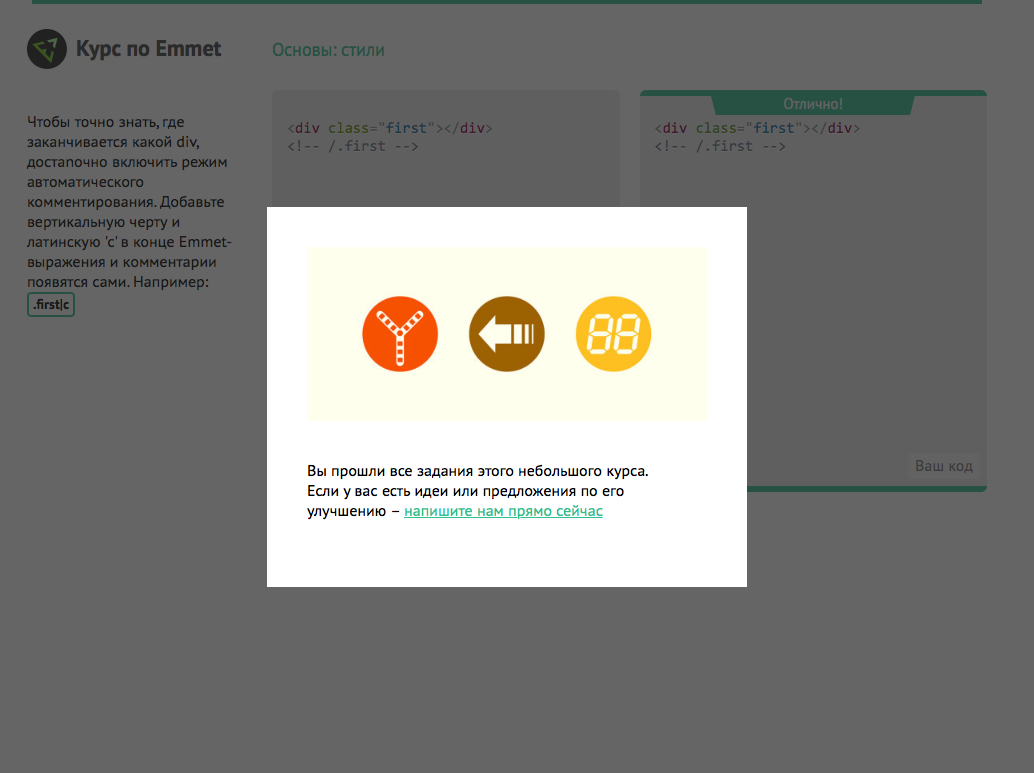 Курс по Emmet
Основы: стили
Чтобы точно знать, где
заканчивается какой div,
достапочно включить режим
автоматического
комментирования. Добавьте
вертикальную черту и
латинскую 'c' в конце Emmet-
выражения и комментарии
появятся сами. Например:
.first|c
<div class="first"></div>
<!-- /.first -->
Отлично!
<div class="first"></div>
<!-- /.first -->
Ваш код
88
Вы прошли все задания этого небольшого курса.
Если у вас есть идеи или предложения по его
улучшению – напишите нам прямо сейчас